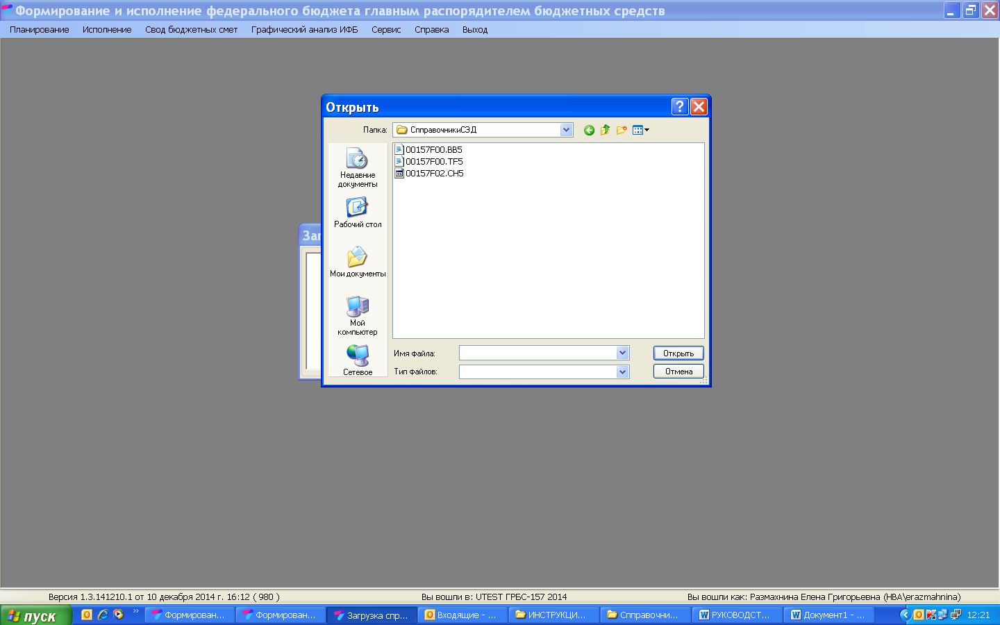 Формирование и исполнение федерального бюджета главным распорядителем бюджетных средств
Планирование Исполнение Свод бюджетных смет Графический анализ ИФБ Сервис Справка Выход
Открыть
Папка: СпправочникиСЭД
00157F00.BB5
00157F00.TF5
00157F02.CH5
Недавние
документы
Рабочий стол
Мои документы
Мой
компьютер
Сетевое
Имя файла:
Открыть
Тип файлов:
Отмена
Заг
Версия 1.3.141210.1 от 10 декабря 2014 г. 16:12 ( 980 ) Вы вошли в: UTEST ГРБС-157 2014 Вы вошли как: Размахнина Елена Григорьевна (HBA\erazmahnina)
пуск Формирован... Формирован... Загрузка спр... Входящие - ... ИНСТРУКЦИ... Спправочни... РУКОВОДСТ... Документ1 - ... 12:21